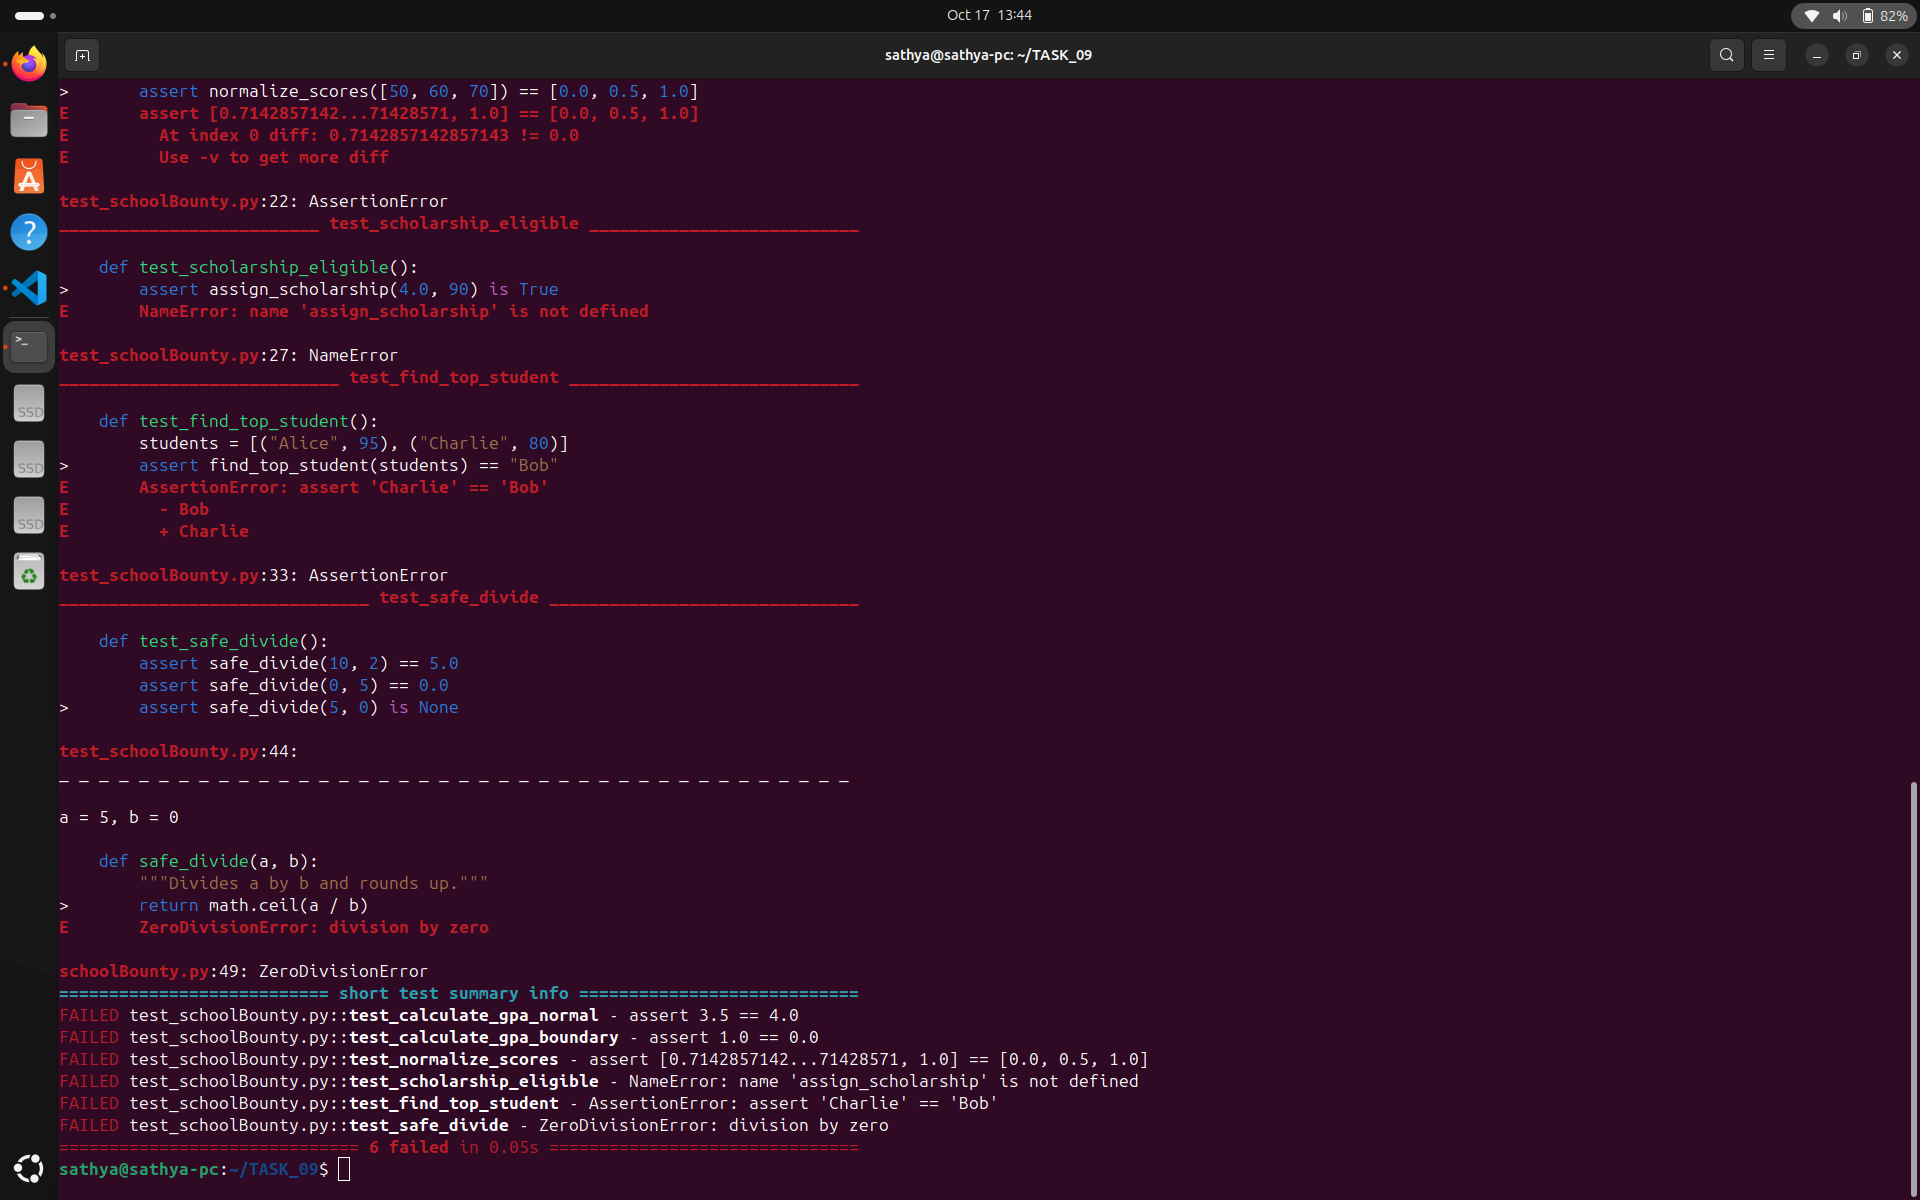 Oct 17 13:44
82%
sathya@sathya-pc: ~/TASK_09
>       assert normalize_scores([50, 60, 70]) == [0.0, 0.5, 1.0]
E       assert [0.7142857142...71428571, 1.0] == [0.0, 0.5, 1.0]
E         At index 0 diff: 0.7142857142857143 != 0.0
E         Use -v to get more diff
test_schoolBounty.py:22: AssertionError
__________________________ test_scholarship_eligible ___________________________
    def test_scholarship_eligible():
>       assert assign_scholarship(4.0, 90) is True
E       NameError: name 'assign_scholarship' is not defined
test_schoolBounty.py:27: NameError
____________________________ test_find_top_student _____________________________
    def test_find_top_student():
        students = [("Alice", 95), ("Charlie", 80)]
>       assert find_top_student(students) == "Bob"
E       AssertionError: assert 'Charlie' == 'Bob'
E         - Bob
E         + Charlie
test_schoolBounty.py:33: AssertionError
_______________________________ test_safe_divide _______________________________
    def test_safe_divide():
        assert safe_divide(10, 2) == 5.0
        assert safe_divide(0, 5) == 0.0
>       assert safe_divide(5, 0) is None
test_schoolBounty.py:44:
_ _ _ _ _ _ _ _ _ _ _ _ _ _ _ _ _ _ _ _ _ _ _ _ _ _ _ _ _ _ _ _ _ _ _ _ _ _ _ _
a = 5, b = 0
    def safe_divide(a, b):
        """Divides a by b and rounds up."""
>       return math.ceil(a / b)
E       ZeroDivisionError: division by zero
schoolBounty.py:49: ZeroDivisionError
=========================== short test summary info ============================
FAILED test_schoolBounty.py::test_calculate_gpa_normal - assert 3.5 == 4.0
FAILED test_schoolBounty.py::test_calculate_gpa_boundary - assert 1.0 == 0.0
FAILED test_schoolBounty.py::test_normalize_scores - assert [0.7142857142...71428571, 1.0] == [0.0, 0.5, 1.0]
FAILED test_schoolBounty.py::test_scholarship_eligible - NameError: name 'assign_scholarship' is not defined
FAILED test_schoolBounty.py::test_find_top_student - AssertionError: assert 'Charlie' == 'Bob'
FAILED test_schoolBounty.py::test_safe_divide - ZeroDivisionError: division by zero
============================== 6 failed in 0.05s ===============================
sathya@sathya-pc:~/TASK_09$
SSD
SSD
SSD